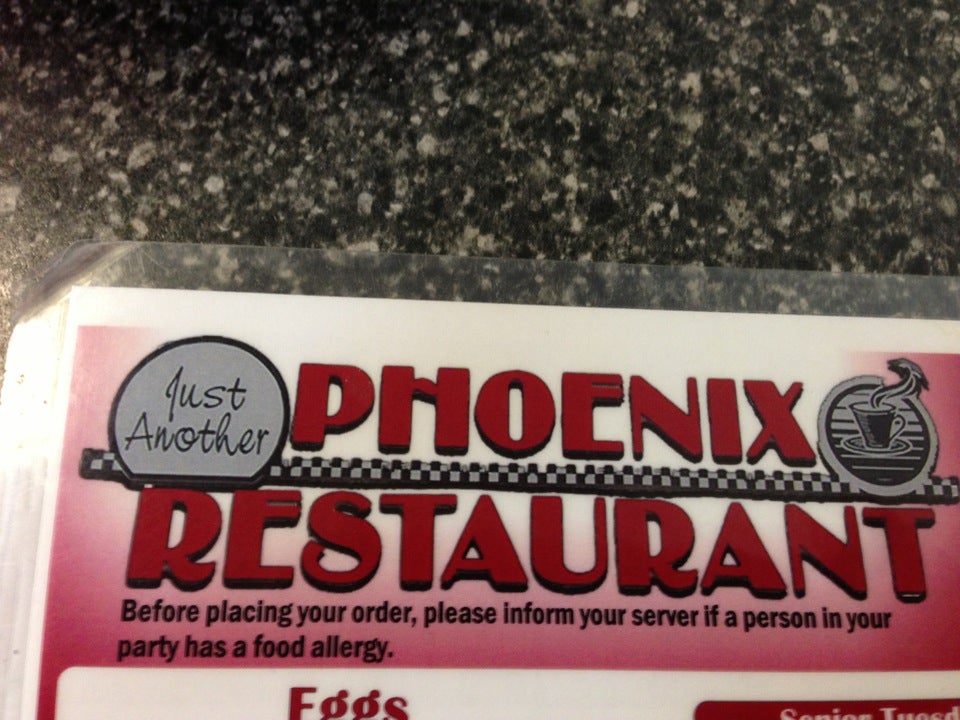 Just
Another
PHOENIX
RESTAURANT
Before placing your order, please inform your server if a person in your
party has a food allergy.
Eggs
Senior